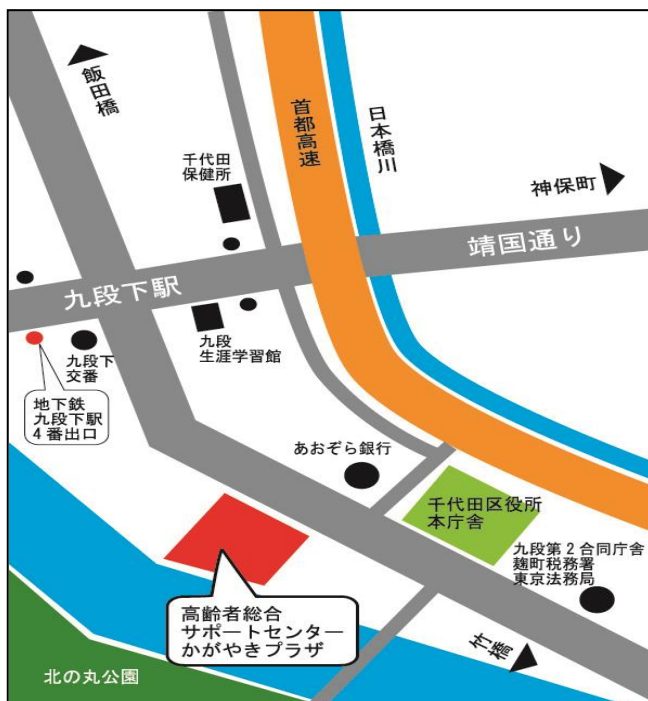 飯田橋
首都高速
日本橋川
千代田
保健所
神保町
靖国通り
九段下駅
九段
生涯学習館
九段下
交番
地下鉄
九段下駅
4番出口
あおぞら銀行
千代田区役所
本庁舎
九段第2合同庁舎
麹町税務署
東京法務局
高齢者総合
サポートセンター
かがやきプラザ
竹橋
北の丸公園